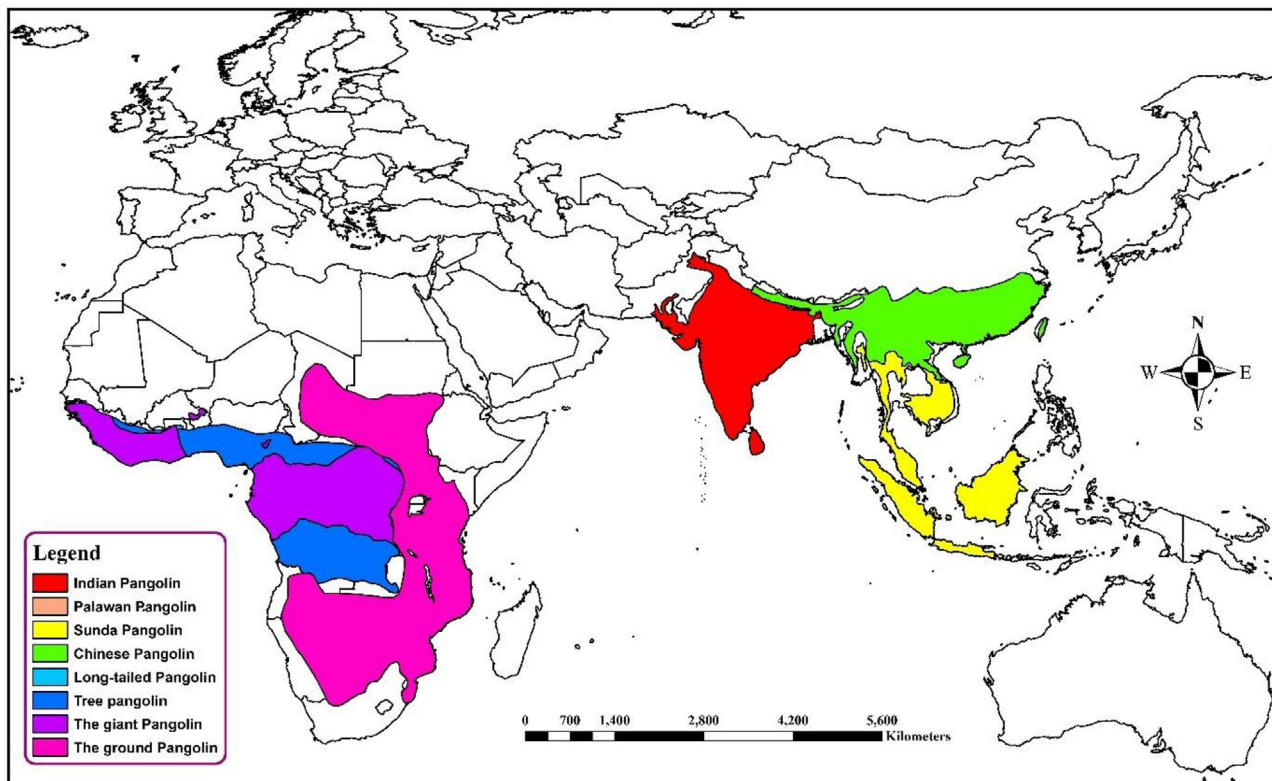 N
W E
S
Legend
Indian Pangolin
Palawan Pangolin
Sunda Pangolin
Chinese Pangolin
Long-tailed Pangolin
Tree pangolin
The giant Pangolin
The ground Pangolin
0 700 1,400 2,800 4,200 5,600
Kilometers